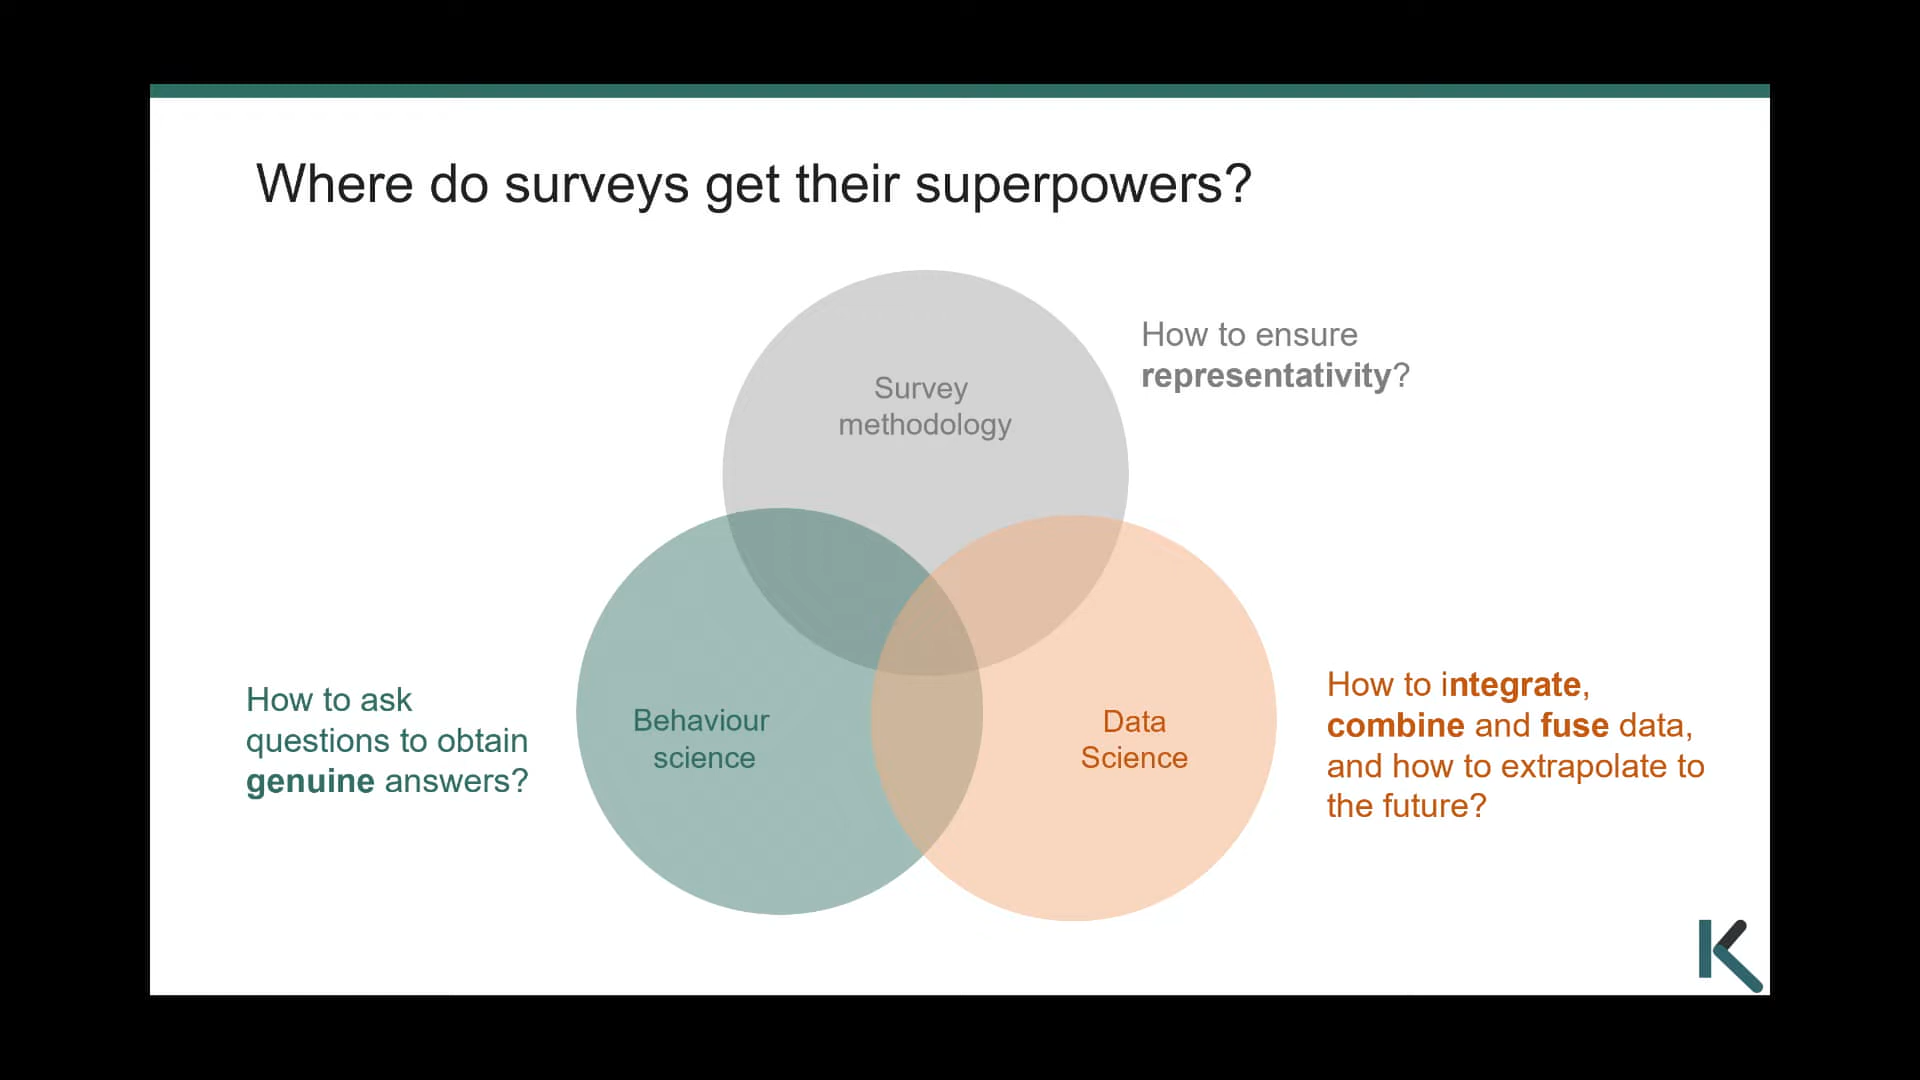 Where do surveys get their superpowers?
Survey
methodology
How to ensure
representativity?
How to ask
questions to obtain
genuine answers?
Behaviour
science
Data
Science
How to integrate,
combine and fuse data,
and how to extrapolate to
the future?
K